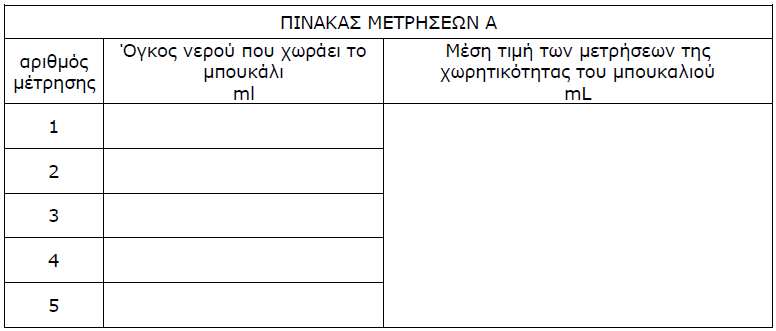 ΠΙΝΑΚΑΣ ΜΕΤΡΗΣΕΩΝ Α
αριθμός
μέτρησης
Όγκος νερού που χωράει το
μπουκάλι
ml
Μέση τιμή των μετρήσεων της
χωρητικότητας του μπουκαλιού
mL
1
2
3
4
5